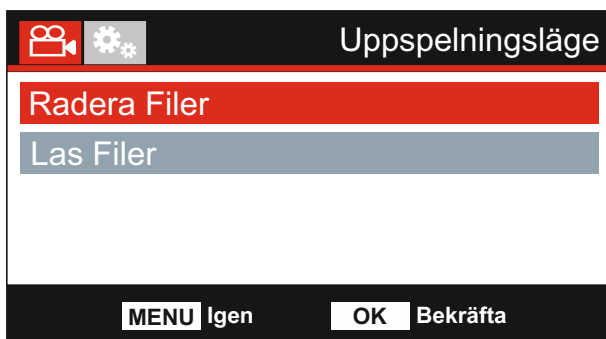 Uppspelningsläge
Radera Filer
Las Filer
MENU Igen OK Bekräfta